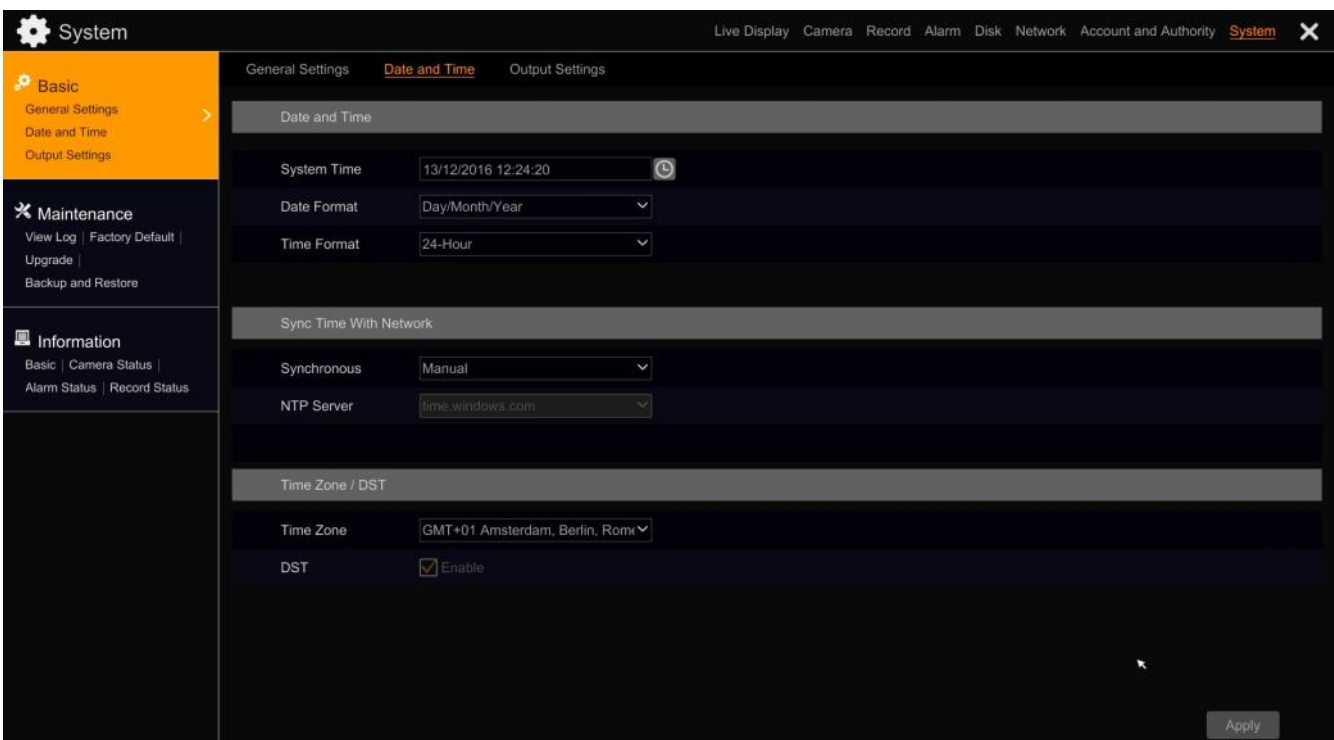 System
Live Display Camera Record Alarm Disk Network Account and Authority System
Basic
General Settings
Date and Time
Output Settings
Maintenance
View Log | Factory Default |
Upgrade |
Backup and Restore
Information
Basic | Camera Status |
Alarm Status | Record Status
General Settings Date and Time Output Settings
Date and Time
System Time 13/12/2016 12:24:20
Date Format Day/Month/Year
Time Format 24-Hour
Sync Time With Network
Synchronous Manual
NTP Server time.windows.com
Time Zone / DST
Time Zone GMT+01 Amsterdam, Berlin, Rome
DST Enable
Apply